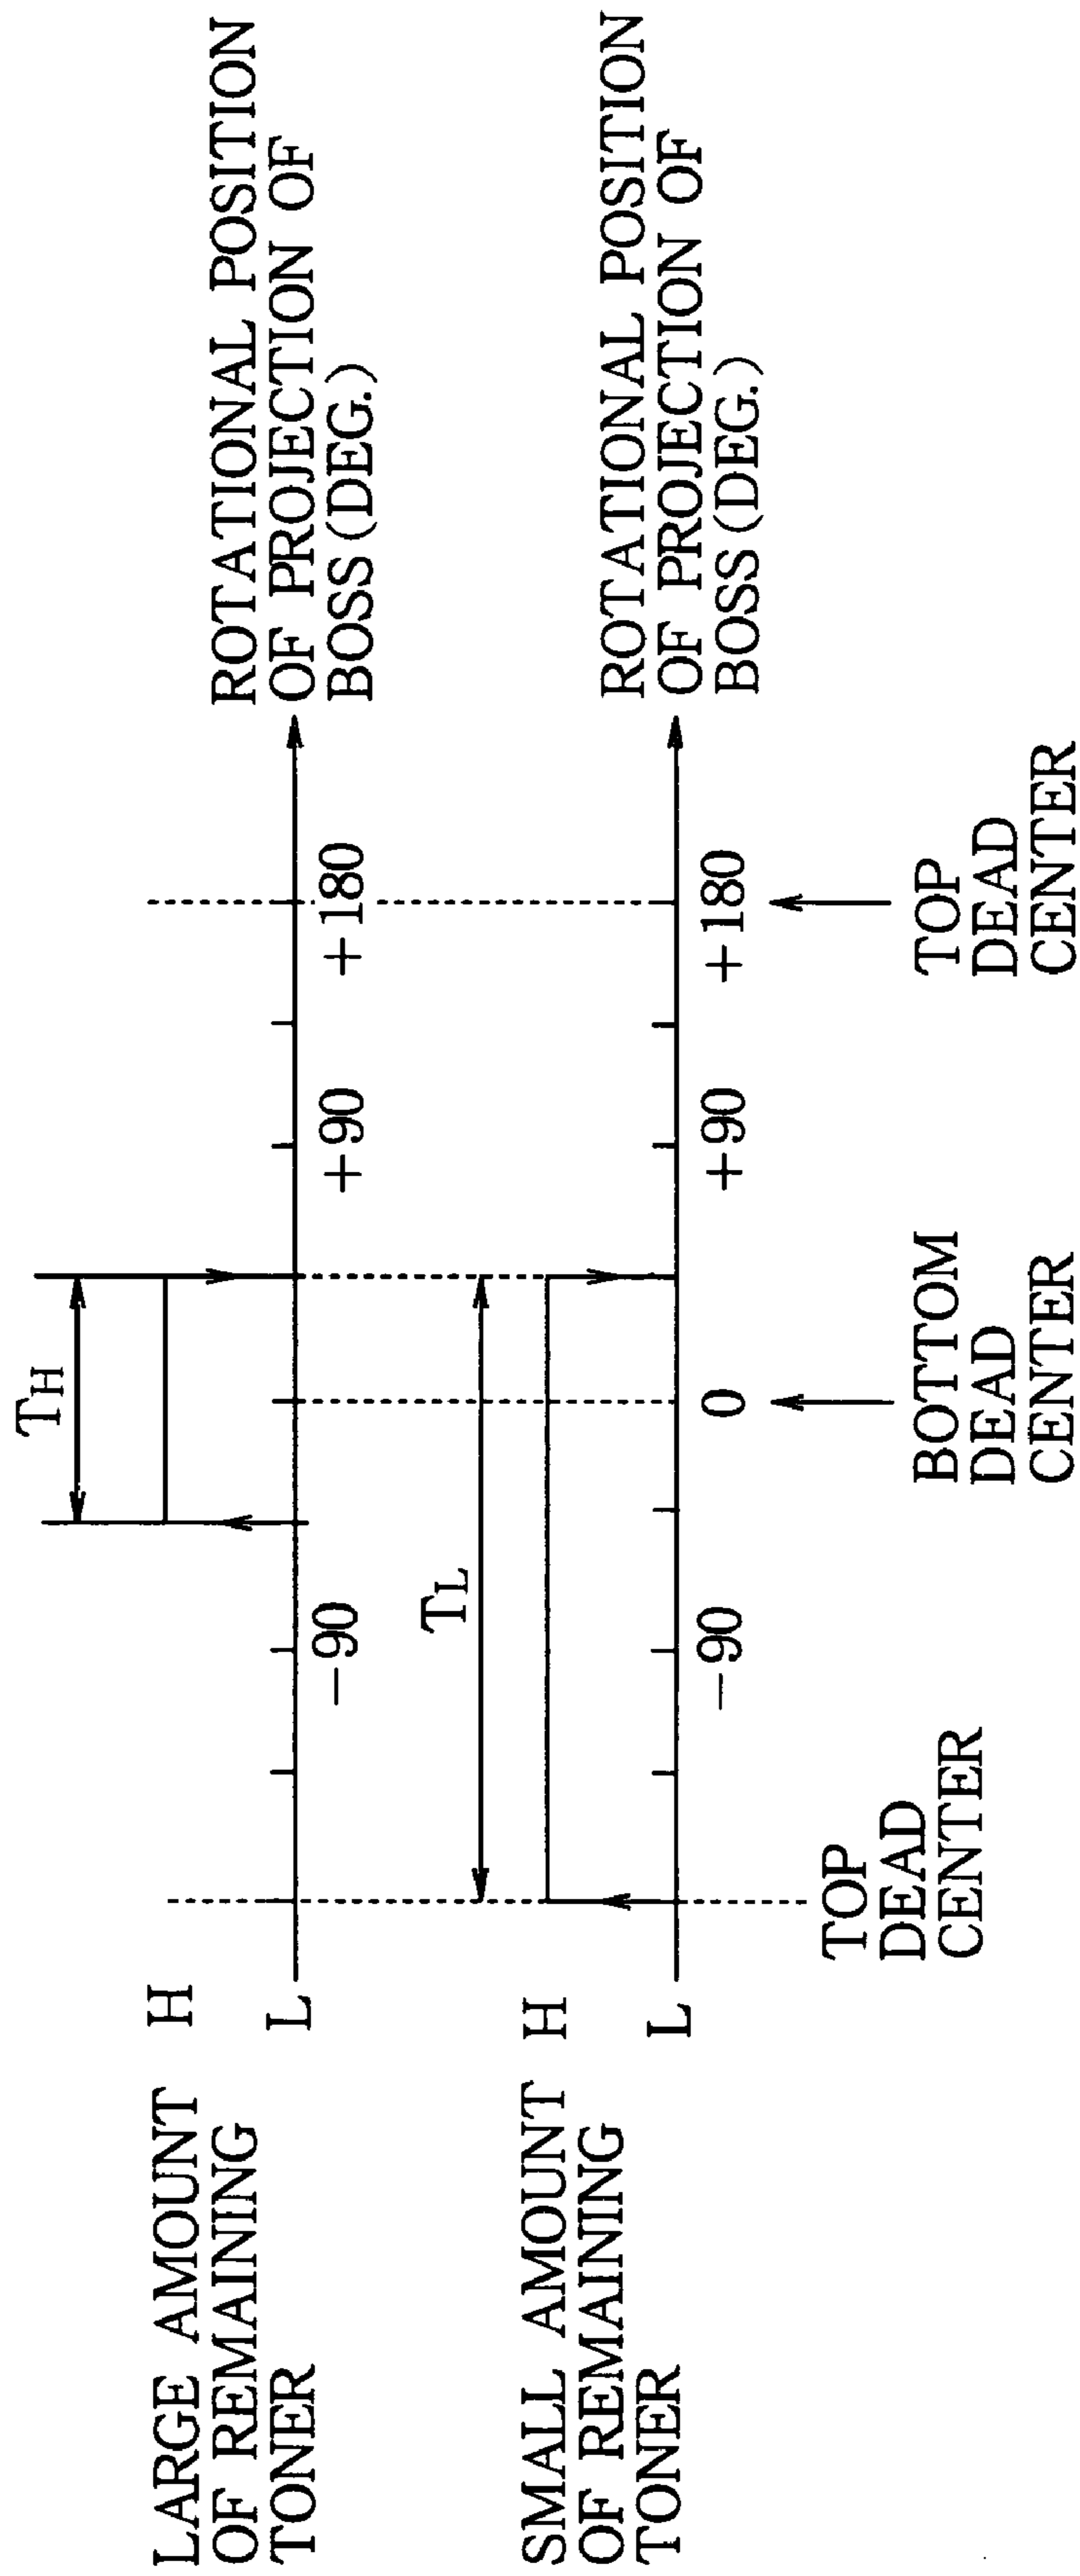 LARGE AMOUNT
OF REMAINING
TONER
H
L
TH
-90
+90
+180
ROTATIONAL POSITION
OF PROJECTION OF
BOSS (DEG.)
SMALL AMOUNT
OF REMAINING
TONER
H
L
TL
-90
0
+90
+180
ROTATIONAL POSITION
OF PROJECTION OF
BOSS (DEG.)
TOP
DEAD
CENTER
BOTTOM
DEAD
CENTER
TOP
DEAD
CENTER